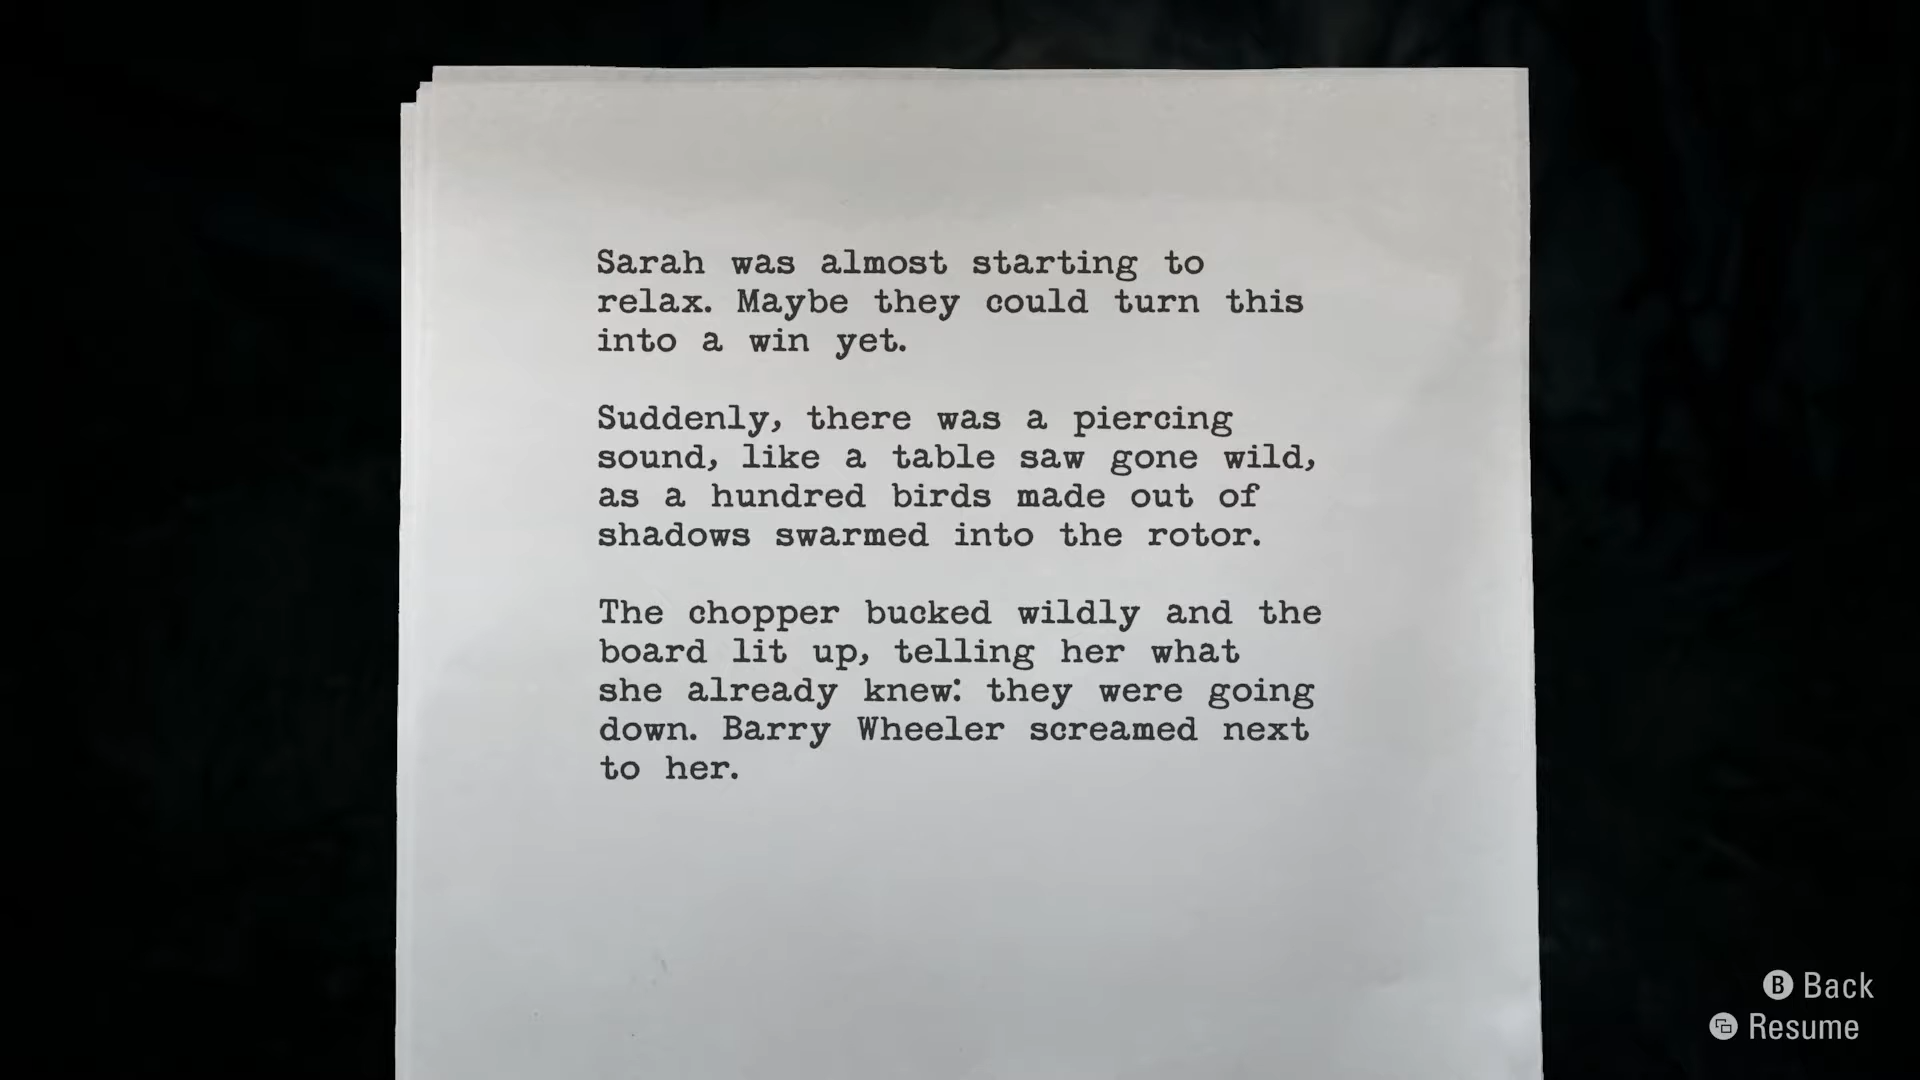 Sarah was almost starting to
relax. Maybe they could turn this
into a win yet.
Suddenly, there was a piercing
sound, like a table saw gone wild,
as a hundred birds made out of
shadows swarmed into the rotor.
The chopper bucked wildly and the
board lit up, telling her what
she already knew: they were going
down. Barry Wheeler screamed next
to her.
B Back
Resume